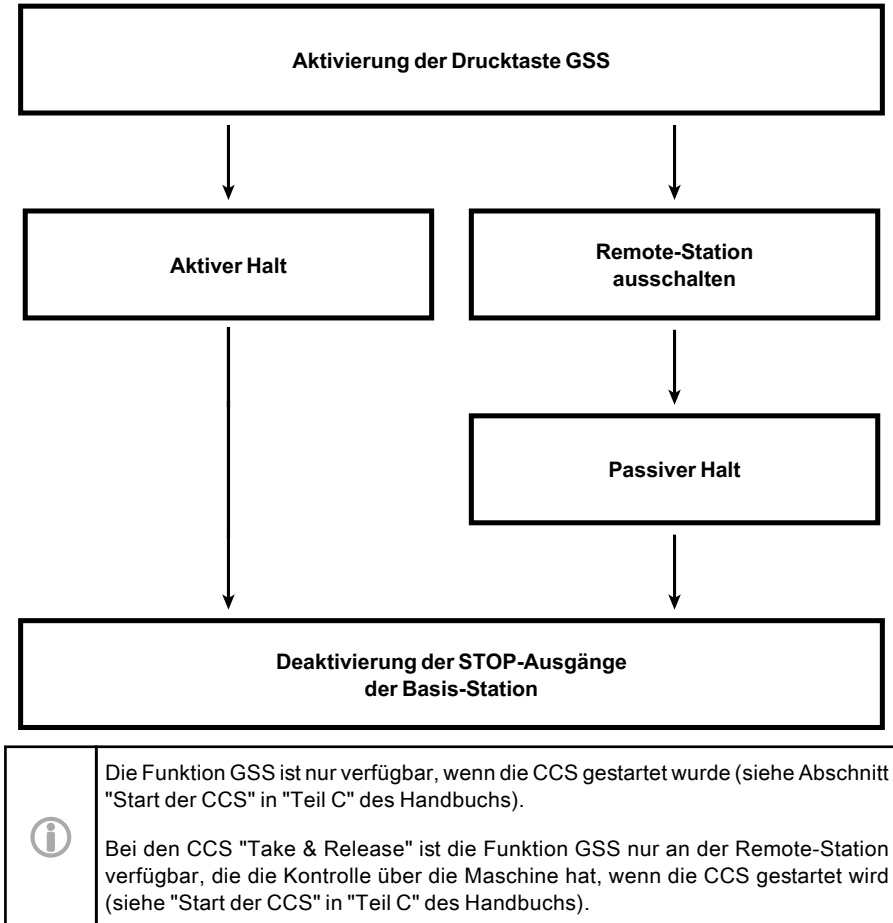 Aktivierung der Drucktaste GSS
Aktiver Halt
Remote-Station
ausschalten
Passiver Halt
Deaktivierung der STOP-Ausgänge
der Basis-Station
Die Funktion GSS ist nur verfügbar, wenn die CCS gestartet wurde (siehe Abschnitt
"Start der CCS" in "Teil C" des Handbuchs).
Bei den CCS "Take & Release" ist die Funktion GSS nur an der Remote-Station
verfügbar, die die Kontrolle über die Maschine hat, wenn die CCS gestartet wird
(siehe "Start der CCS" in "Teil C" des Handbuchs).